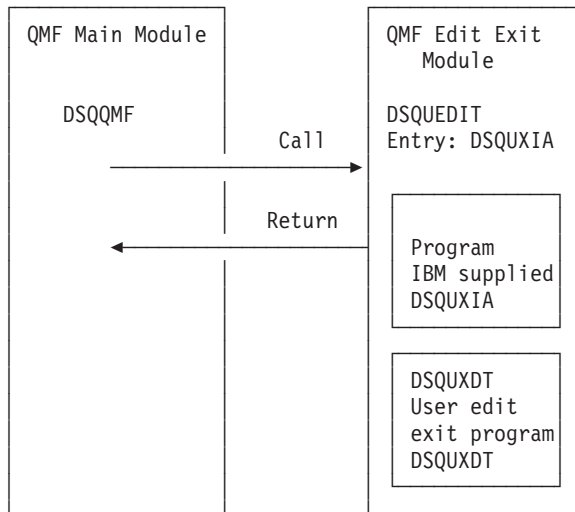 QMF Main Module
DSQQMF
QMF Edit Exit
Module
DSQUEDIT
Entry: DSQUXIA
Call
Return
Program
IBM supplied
DSQUXIA
DSQUXDT
User edit
exit program
DSQUXDT